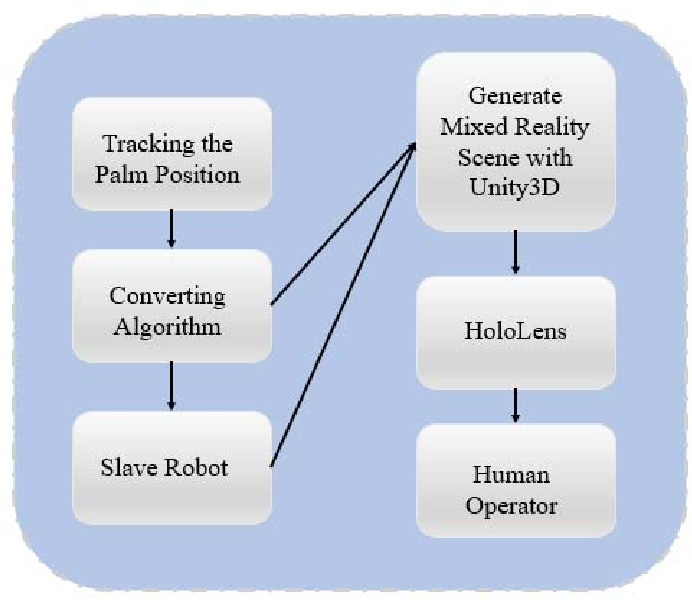 Tracking the
Palm Position
Converting
Algorithm
Slave Robot
Generate
Mixed Reality
Scene with
Unity3D
HoloLens
Human
Operator